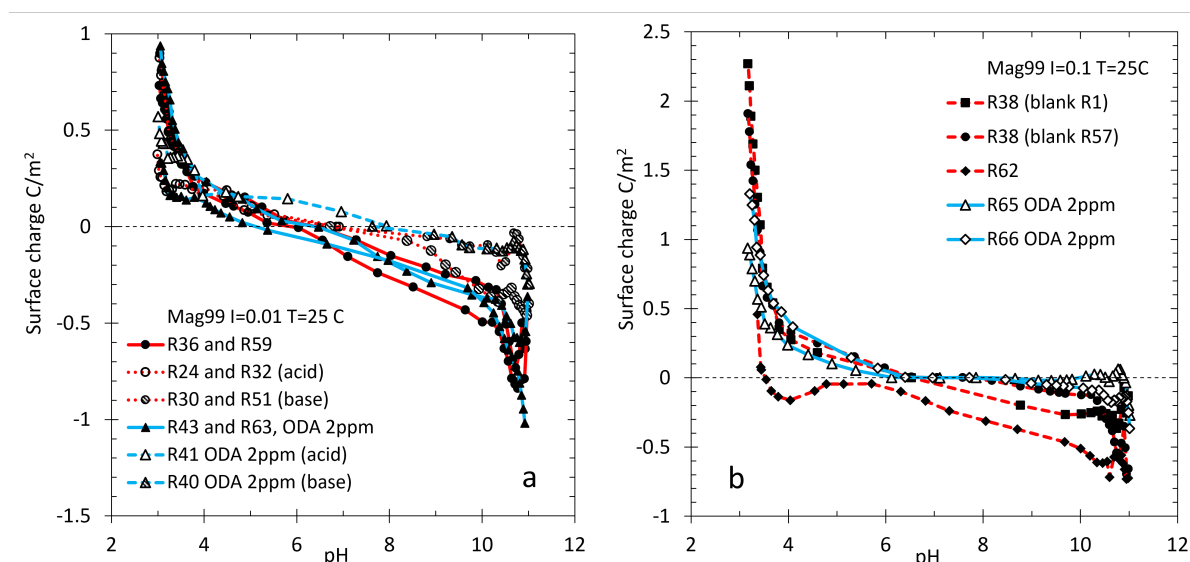 1
0.5
0
-0.5
-1
-1.5
Surface charge C/m2
2
4
6
8
10
12
pH
Mag99 I=0.01 T=25 C
R36 and R59
R24 and R32 (acid)
R30 and R51 (base)
R43 and R63, ODA 2ppm
R41 ODA 2ppm (acid)
R40 ODA 2ppm (base)
a
2.5
2
1.5
1
0.5
0
-0.5
-1
Surface charge C/m2
2
4
6
8
10
12
pH
Mag99 I=0.1 T=25C
R38 (blank R1)
R38 (blank R57)
R62
R65 ODA 2ppm
R66 ODA 2ppm
b